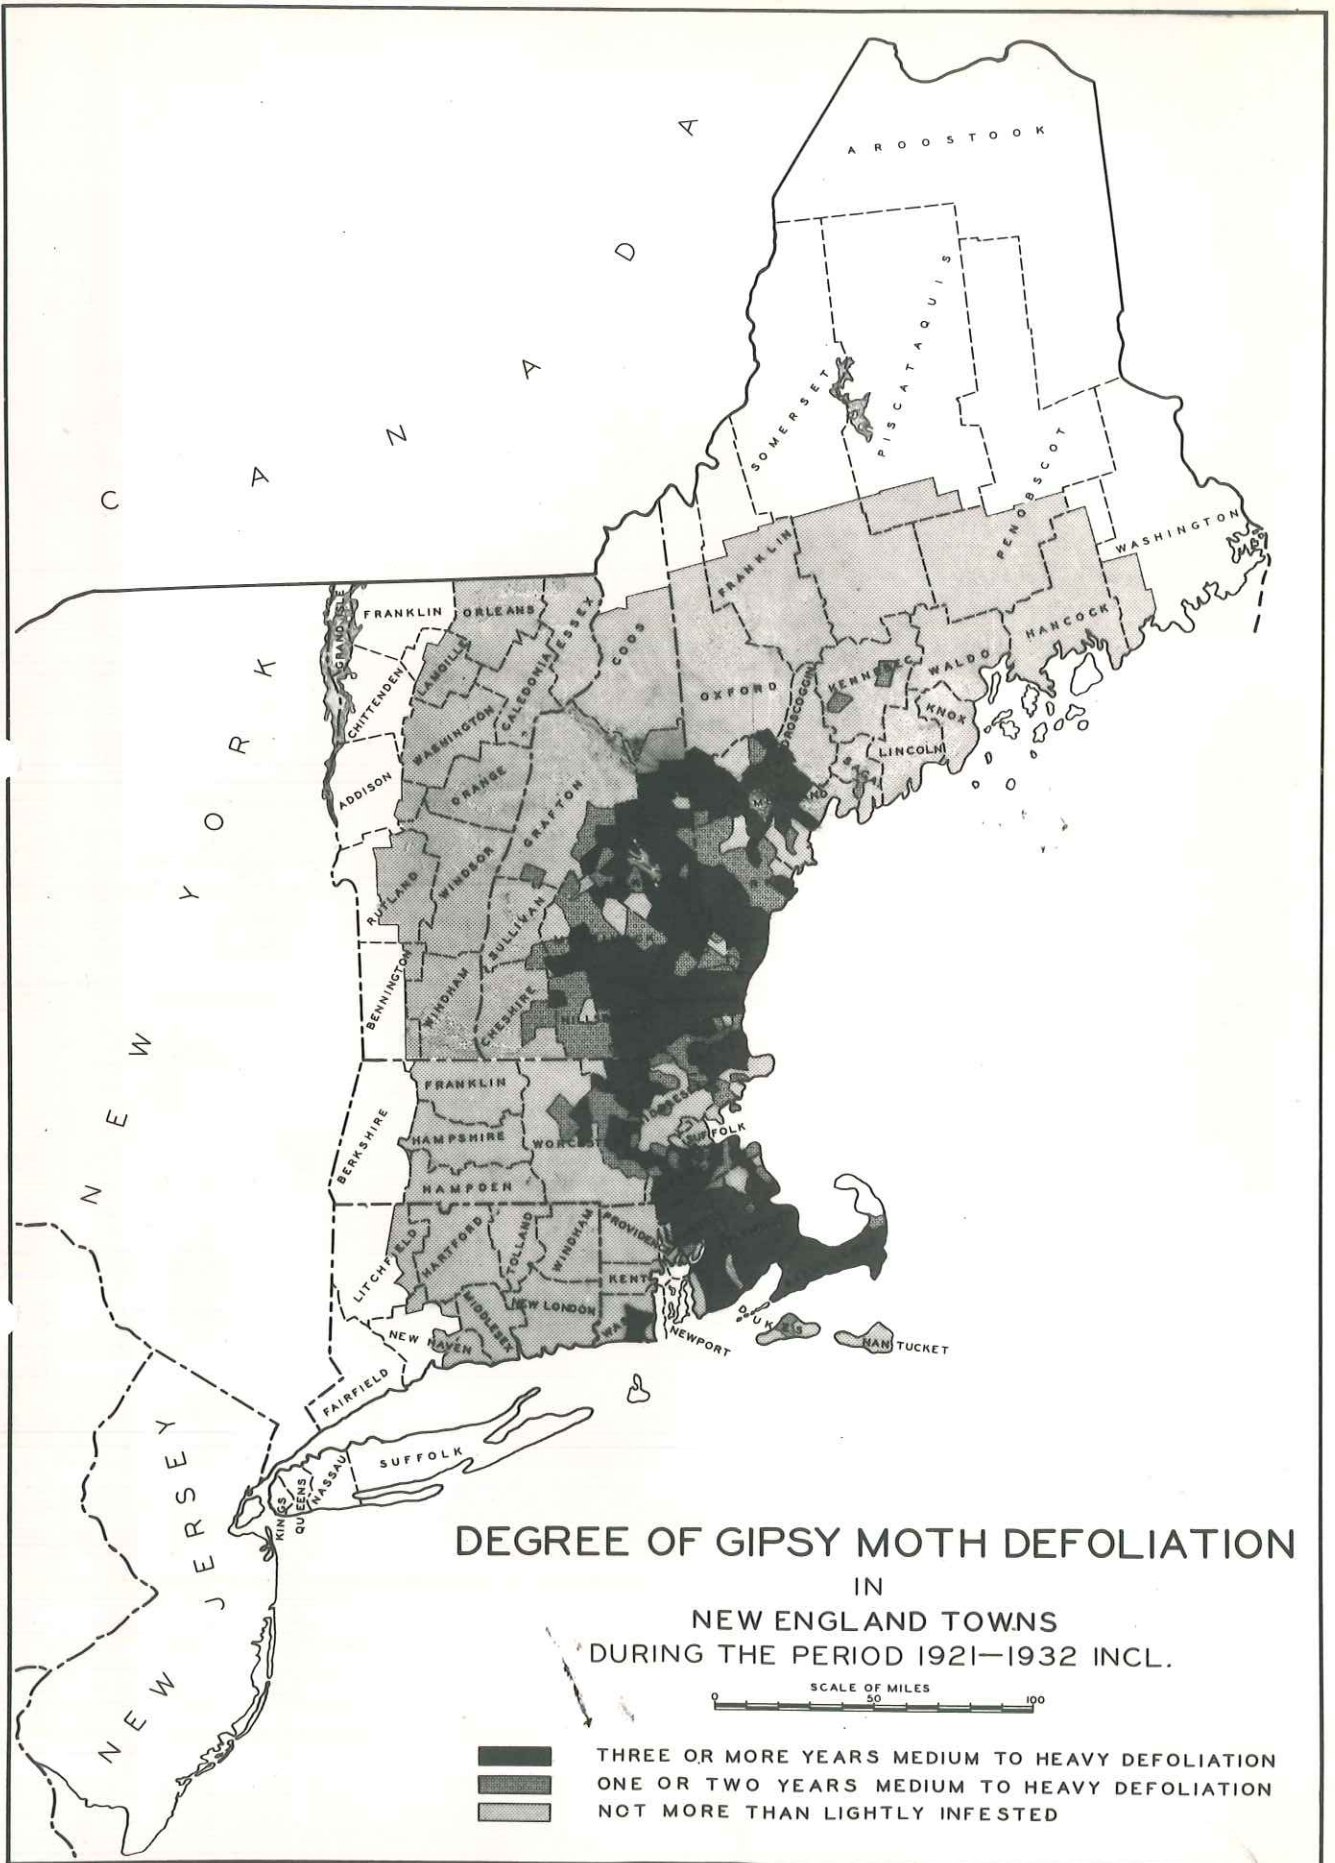 CANADA
AROOSTOOK
PISCATAQUIS
SOMERSET
PENOBSCOT
WASHINGTON
FRANKLIN
HANCOCK
COOS
OXFORD
KENNEBEC
WALDO
KNOX
LINCOLN
GRAND ISLE
FRANKLIN
ORLEANS
ESSEX
LAMOILLE
CALEDONIA
CHITTENDEN
WASHINGTON
ADDISON
ORANGE
GRAFTON
RUTLAND
WINDSOR
SULLIVAN
BENNINGTON
WINDHAM
CHESHIRE
NEW YORK
FRANKLIN
BERKSHIRE
HAMPSHIRE
HAMPDEN
SUFFOLK
LITCHFIELD
HARTFORD
TOLLAND
WINDHAM
KENT
MIDDLESEX
NEW LONDON
NEW HAVEN
NEWPORT
DUKES
NANTUCKET
FAIRFIELD
SUFFOLK
NASSAU
QUEENS
KINGS
NEW JERSEY
DEGREE OF GIPSY MOTH DEFOLIATION
IN
NEW ENGLAND TOWNS
DURING THE PERIOD 1921—1932 INCL.
SCALE OF MILES
0 50 100
THREE OR MORE YEARS MEDIUM TO HEAVY DEFOLIATION
ONE OR TWO YEARS MEDIUM TO HEAVY DEFOLIATION
NOT MORE THAN LIGHTLY INFESTED